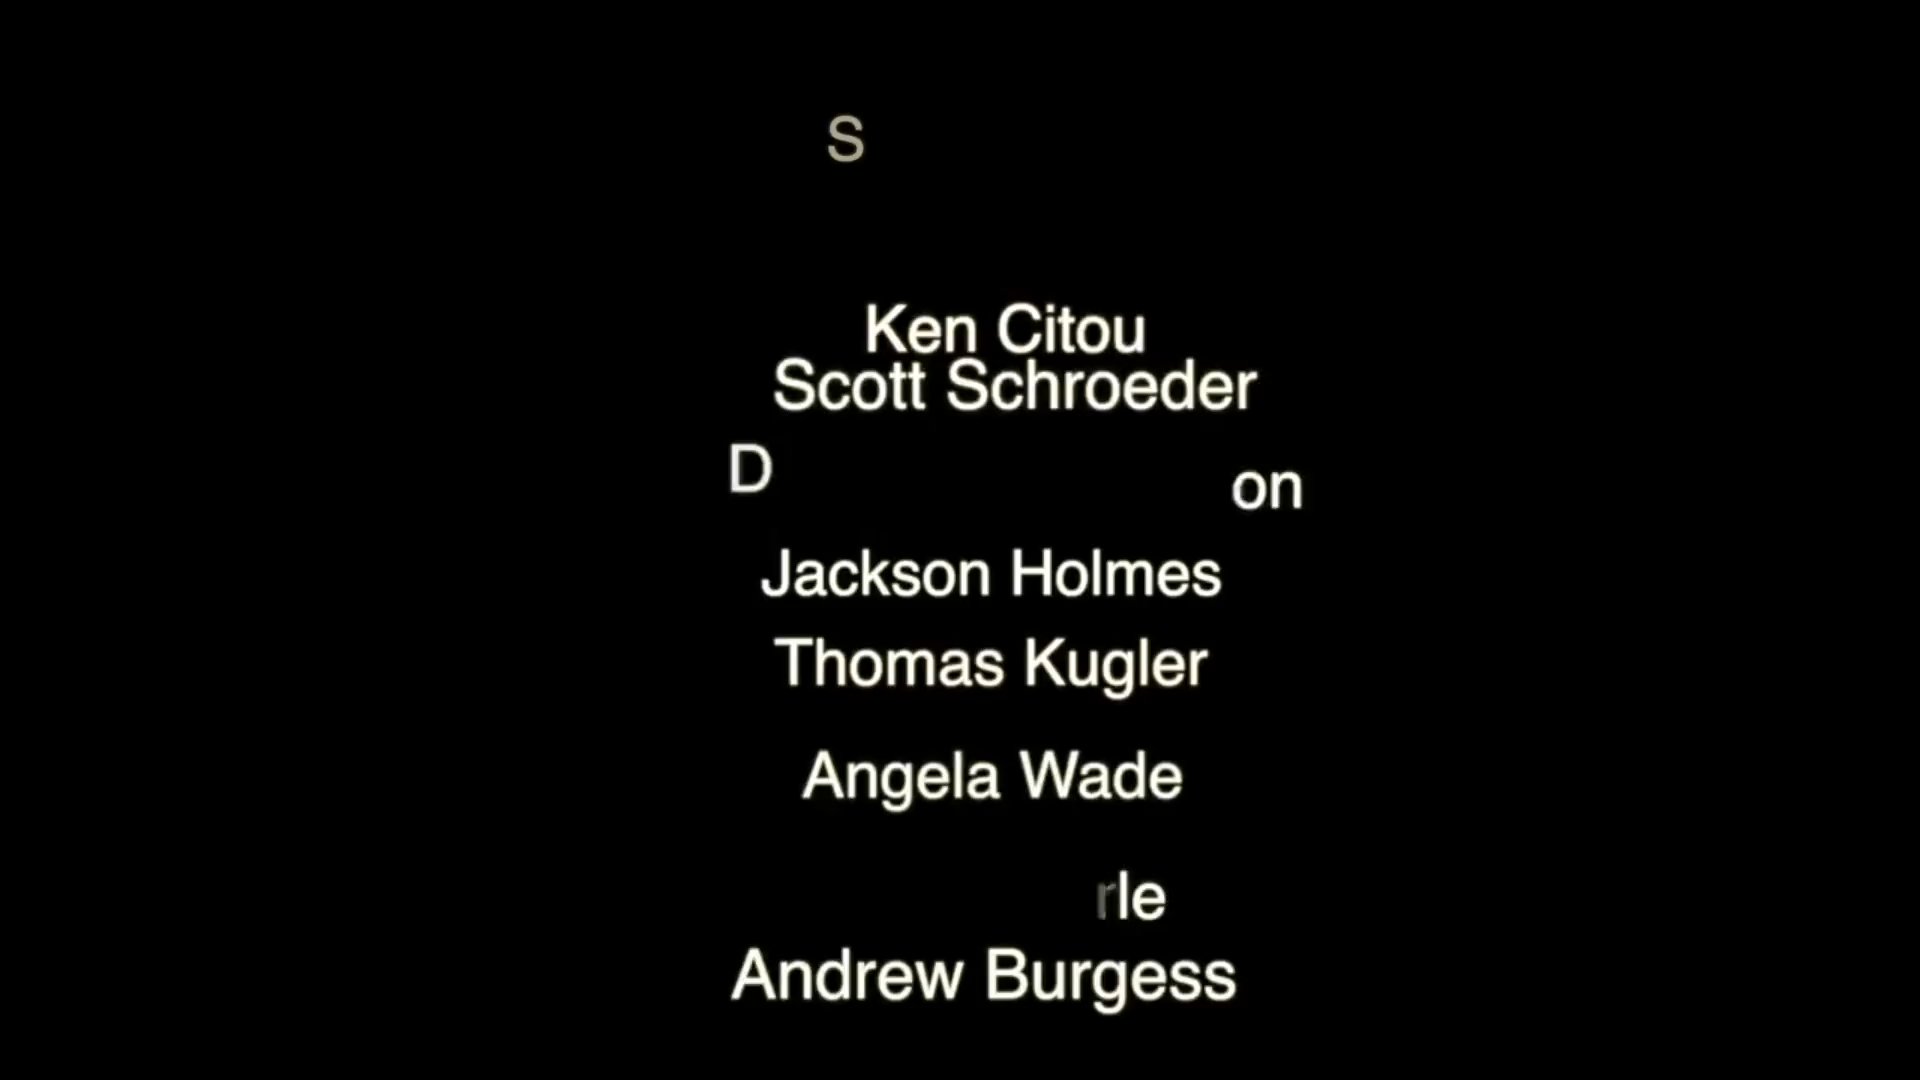 S
Ken Citou
Scott Schroeder
D on
Jackson Holmes
Thomas Kugler
Angela Wade
rle
Andrew Burgess